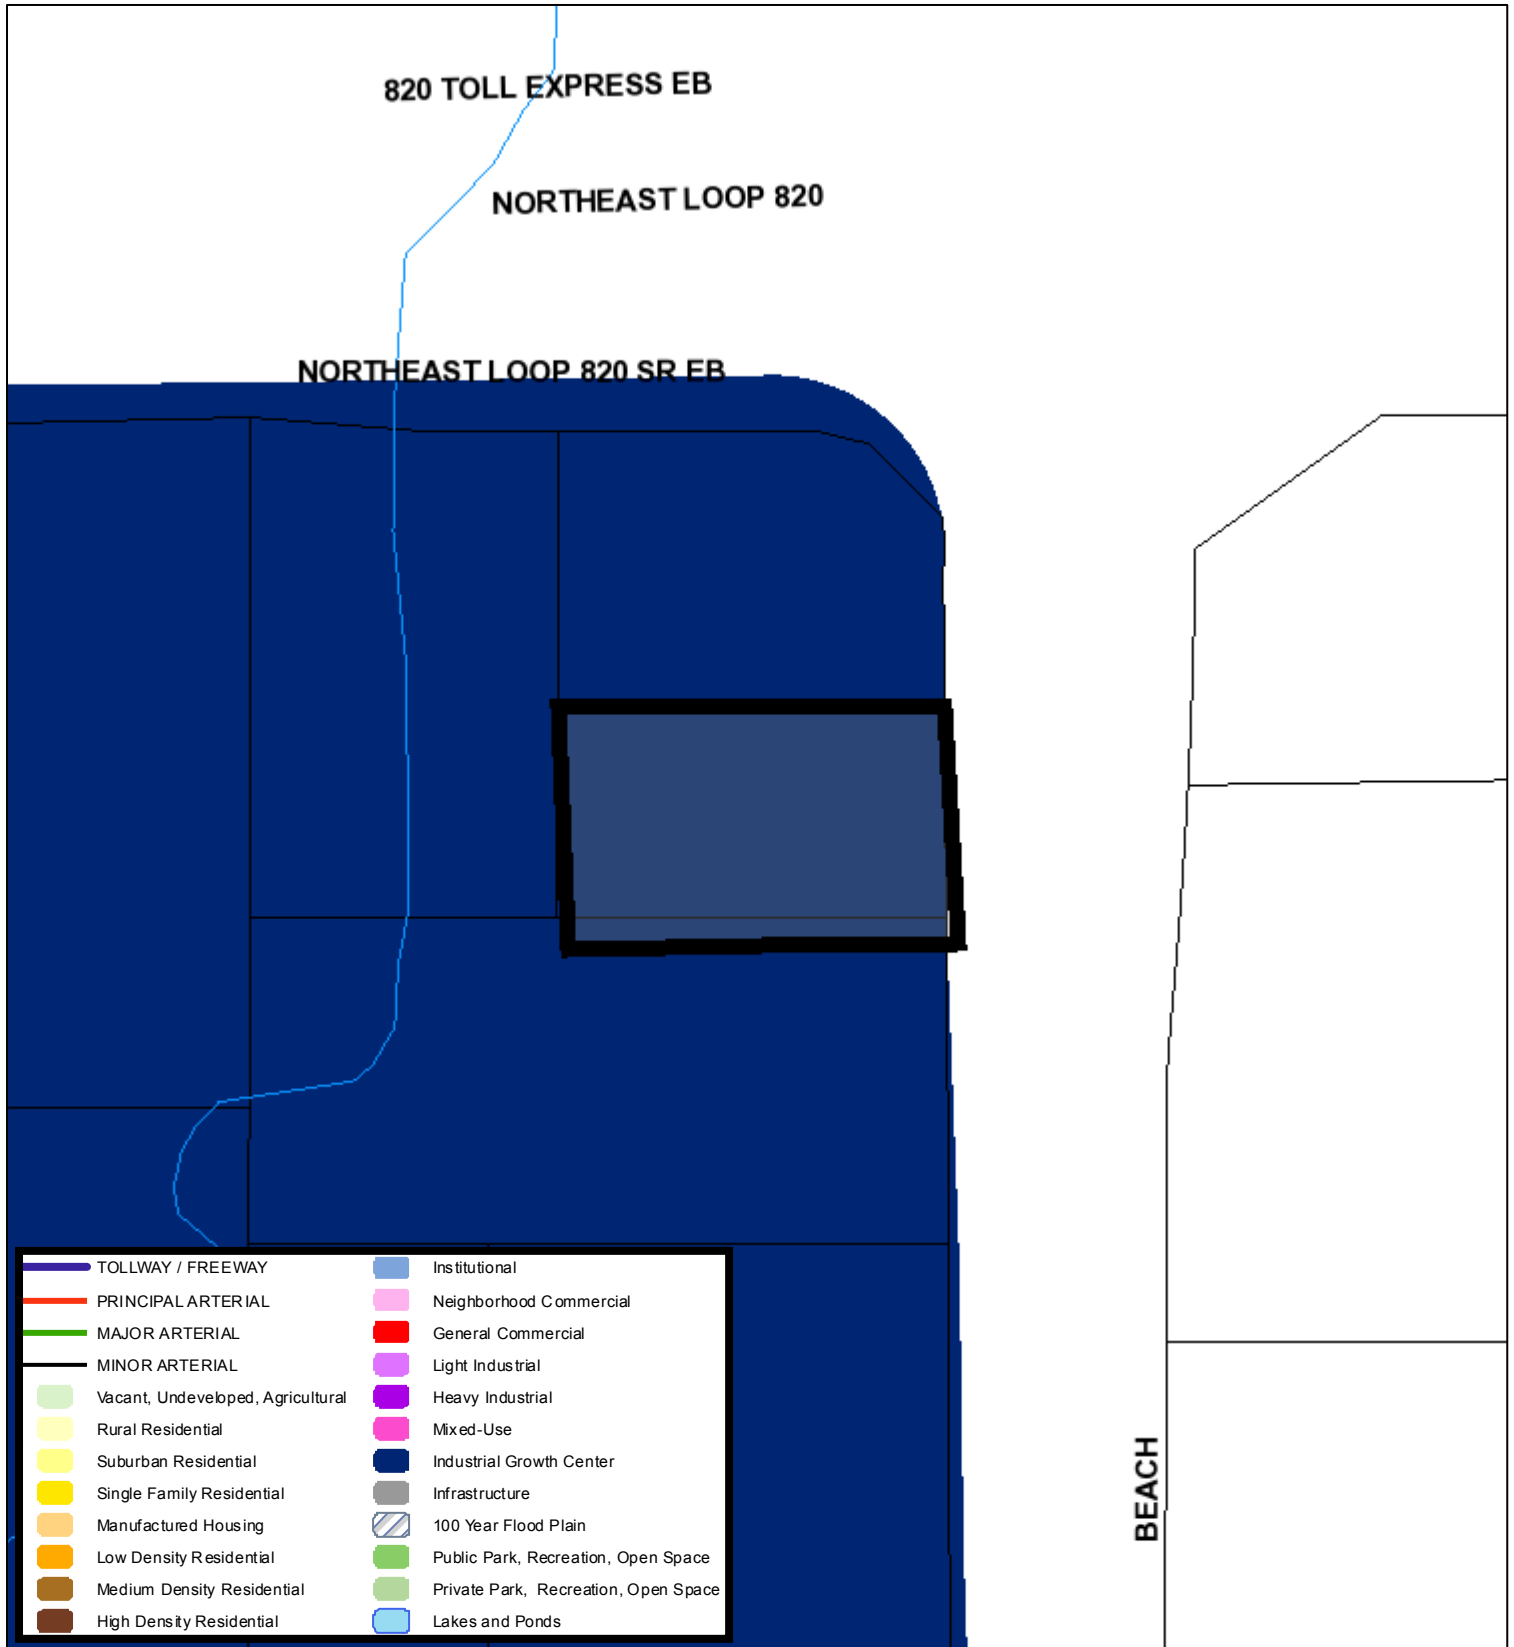 820 TOLL EXPRESS EB
NORTHEAST LOOP 820
NORTHEAST LOOP 820 SR EB
BEACH
TOLLWAY / FREEWAY
PRINCIPAL ARTERIAL
MAJOR ARTERIAL
MINOR ARTERIAL
Vacant, Undeveloped, Agricultural
Rural Residential
Suburban Residential
Single Family Residential
Manufactured Housing
Low Density Residential
Medium Density Residential
High Density Residential
Institutional
Neighborhood Commercial
General Commercial
Light Industrial
Heavy Industrial
Mixed-Use
Industrial Growth Center
Infrastructure
100 Year Flood Plain
Public Park, Recreation, Open Space
Private Park, Recreation, Open Space
Lakes and Ponds